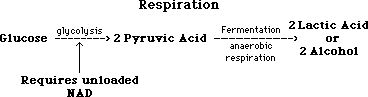 Respiration
Glucose glycolysis 2 Pyruvic Acid Fermentation anaerobic respiration 2 Lactic Acid or 2 Alcohol
Requires unloaded
NAD